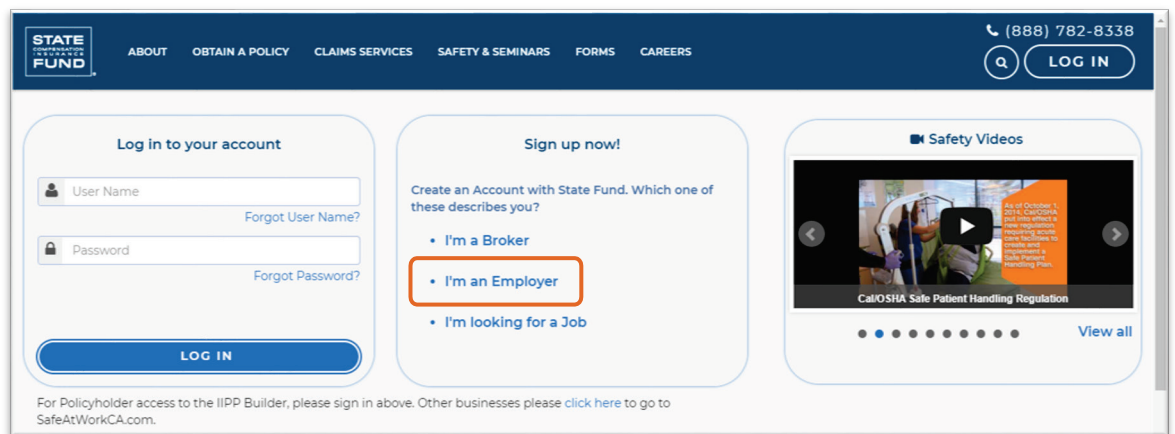 STATE
COMPENSATION
INSURANCE
FUND
ABOUT OBTAIN A POLICY CLAIMS SERVICES SAFETY & SEMINARS FORMS CAREERS
(888) 782-8338
LOG IN
Log in to your account
User Name
Forgot User Name?
Password
Forgot Password?
LOG IN
Sign up now!
Create an Account with State Fund. Which one of
these describes you?
• I'm a Broker
• I'm an Employer
• I'm looking for a Job
Safety Videos
As of October 1,
2014, Cal/OSHA
put into effect a
new regulation
requiring acute
care facilities to
create and
implement a
Safe Patient
Handling Plan.
Cal/OSHA Safe Patient Handling Regulation
View all
For Policyholder access to the IIPP Builder, please sign in above. Other businesses please click here to go to
SafeAtWorkCA.com.